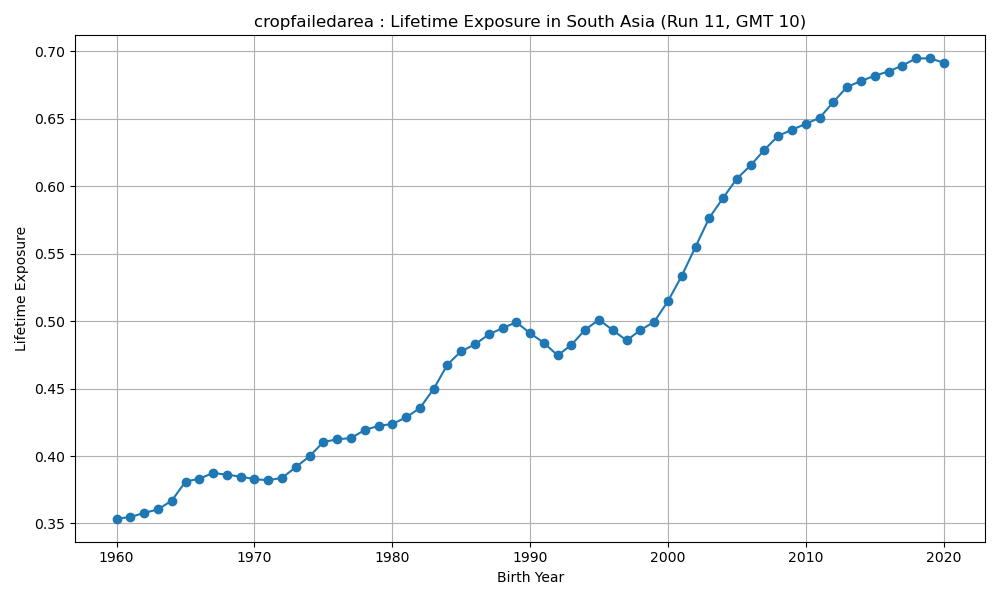 cropfailedarea : Lifetime Exposure in South Asia (Run 11, GMT 10)
0.70
0.65
0.60
0.55
0.50
0.45
0.40
0.35
Lifetime Exposure
1960 1970 1980 1990 2000 2010 2020
Birth Year